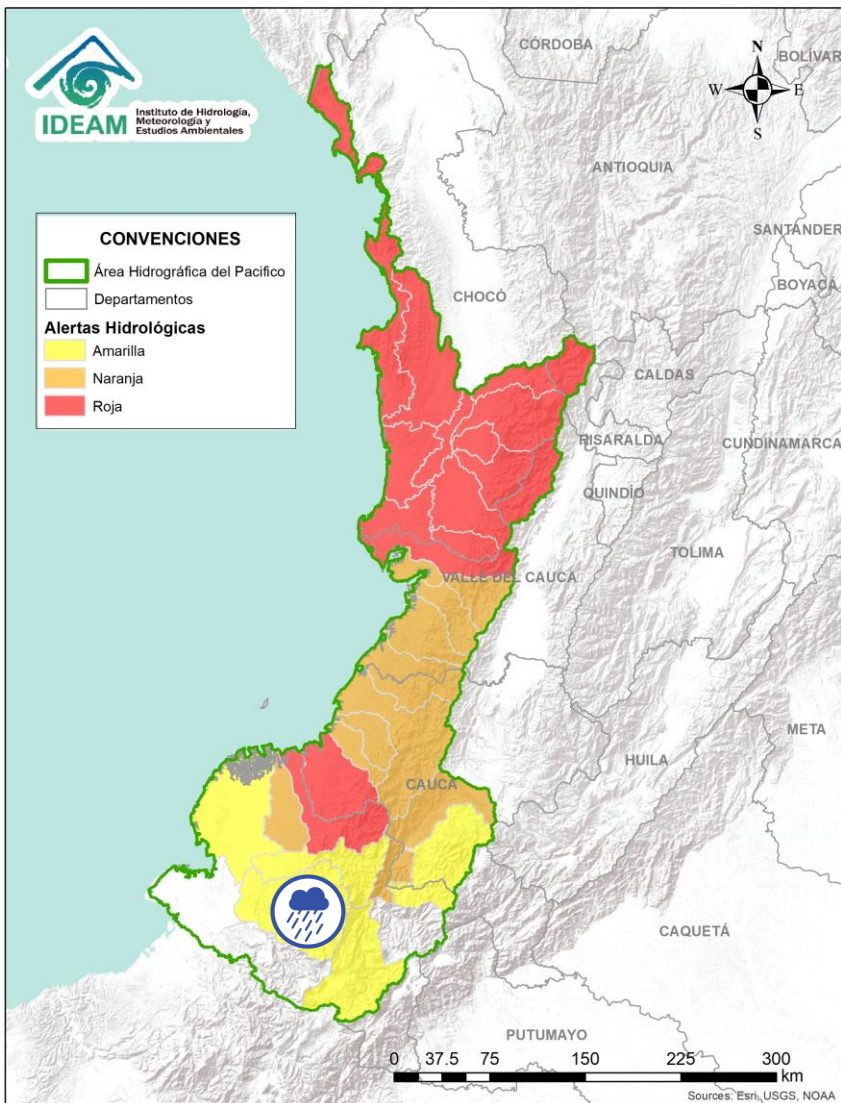 IDEAM
Instituto de Hidrología,
Meteorología y
Estudios Ambientales
CÓRDOBA
BOLÍVAR
N
W
E
S
ANTIOQUIA
SANTANDER
BOYACÁ
CHOCÓ
CALDAS
RISARALDA
CUNDINAMARCA
QUINDÍO
TOLIMA
VALLE DEL CAUCA
META
HUILA
CAUCA
CAQUETÁ
PUTUMAYO
CONVENCIONES
Área Hidrográfica del Pacifico
Departamentos
Alertas Hidrológicas
Amarilla
Naranja
Roja
0 37.5 75 150 225 300
km
Sources: Esri, USGS, NOAA